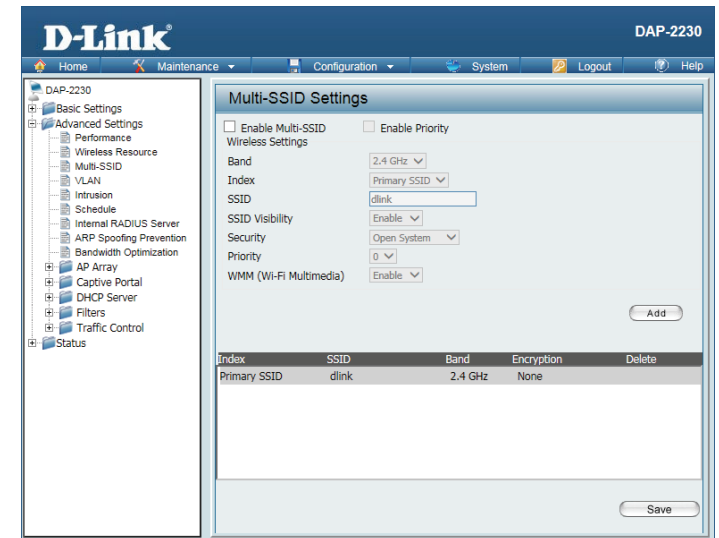 D-Link®
DAP-2230
Home Maintenance Configuration System Logout Help
DAP-2230
Basic Settings
Advanced Settings
Performance
Wireless Resource
Multi-SSID
VLAN
Intrusion
Schedule
Internal RADIUS Server
ARP Spoofing Prevention
Bandwidth Optimization
AP Array
Captive Portal
DHCP Server
Filters
Traffic Control
Status
Multi-SSID Settings
Enable Multi-SSID Enable Priority
Wireless Settings
Band 2.4 GHz
Index Primary SSID
SSID dlink
SSID Visibility Enable
Security Open System
Priority 0
WMM (Wi-Fi Multimedia) Enable
Add
Index SSID Band Encryption Delete
Primary SSID dlink 2.4 GHz None
Save